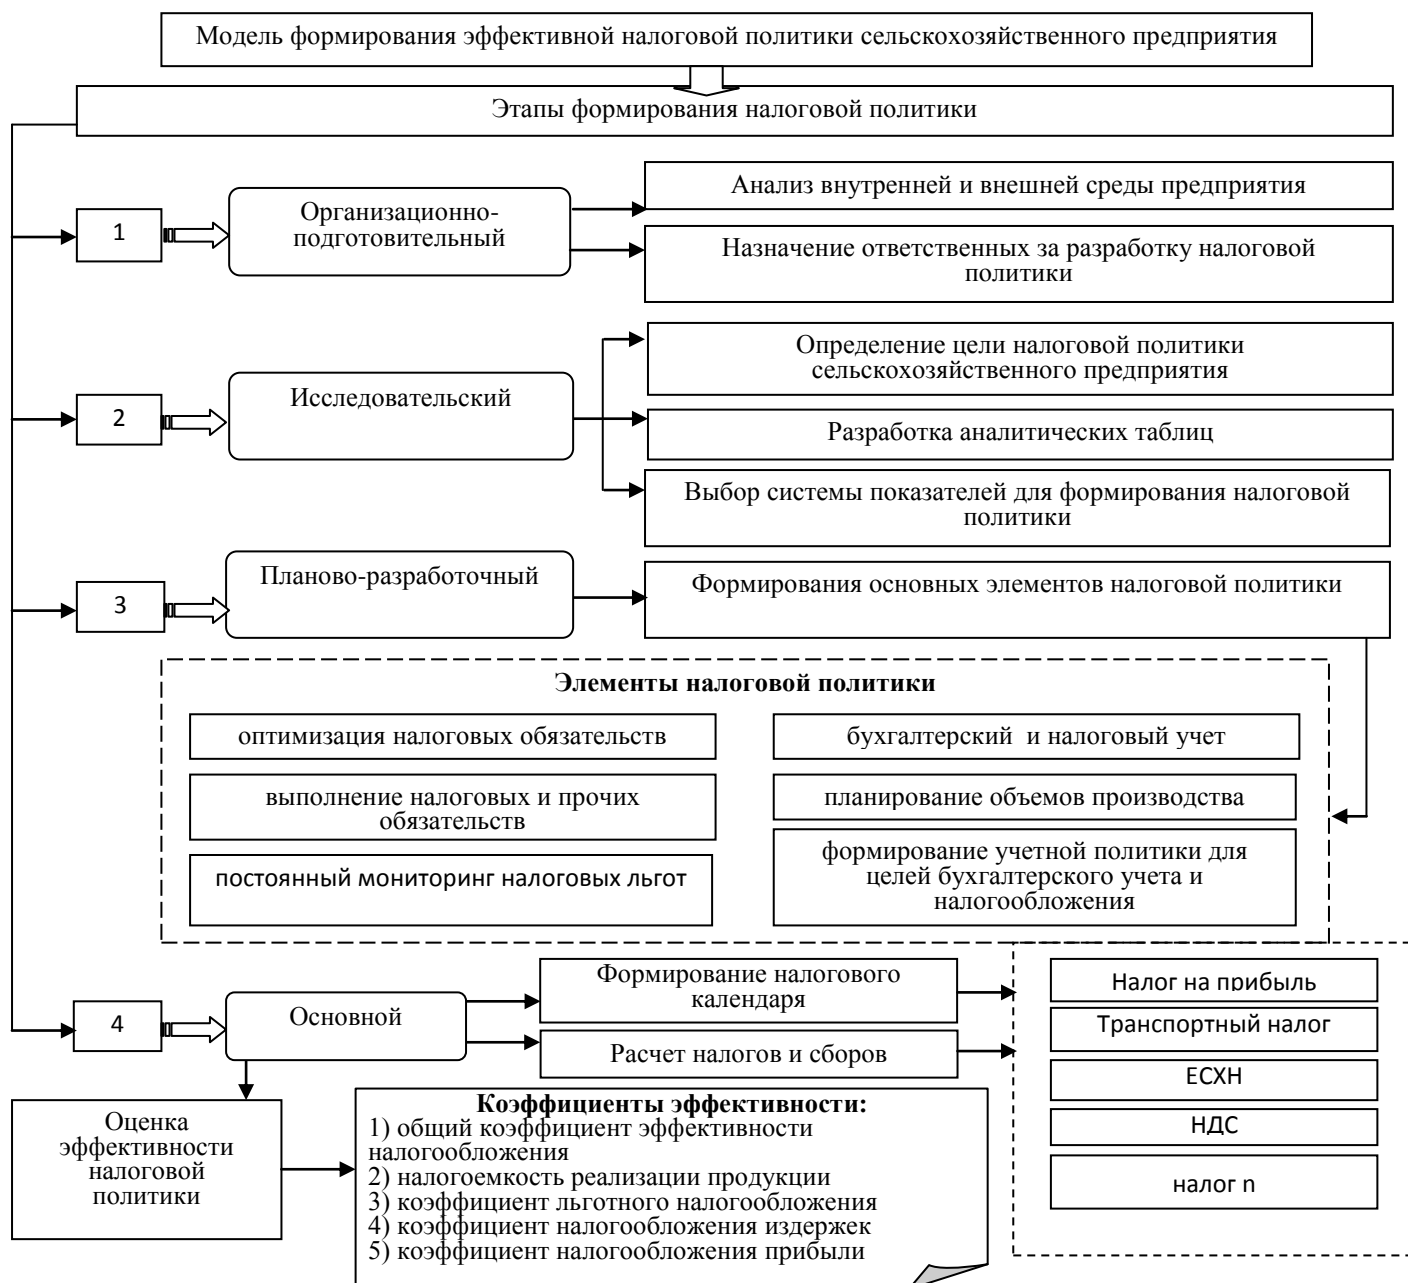 Модель формирования эффективной налоговой политики сельскохозяйственного предприятия
Этапы формирования налоговой политики
1
Организационно-
подготовительный
Анализ внутренней и внешней среды предприятия
Назначение ответственных за разработку налоговой
политики
2
Исследовательский
Определение цели налоговой политики
сельскохозяйственного предприятия
Разработка аналитических таблиц
Выбор системы показателей для формирования налоговой
политики
3
Планово-разработочный
Формирования основных элементов налоговой политики
Элементы налоговой политики
оптимизация налоговых обязательств
бухгалтерский и налоговый учет
выполнение налоговых и прочих
обязательств
планирование объемов производства
постоянный мониторинг налоговых льгот
формирование учетной политики для
целей бухгалтерского учета и
налогообложения
4
Основной
Формирование налогового
календаря
Расчет налогов и сборов
Налог на прибыль
Транспортный налог
ЕСХН
НДС
налог n
Оценка
эффективности
налоговой
политики
Коэффициенты эффективности:
1) общий коэффициент эффективности
налогообложения
2) налогоемкость реализации продукции
3) коэффициент льготного налогообложения
4) коэффициент налогообложения издержек
5) коэффициент налогообложения прибыли